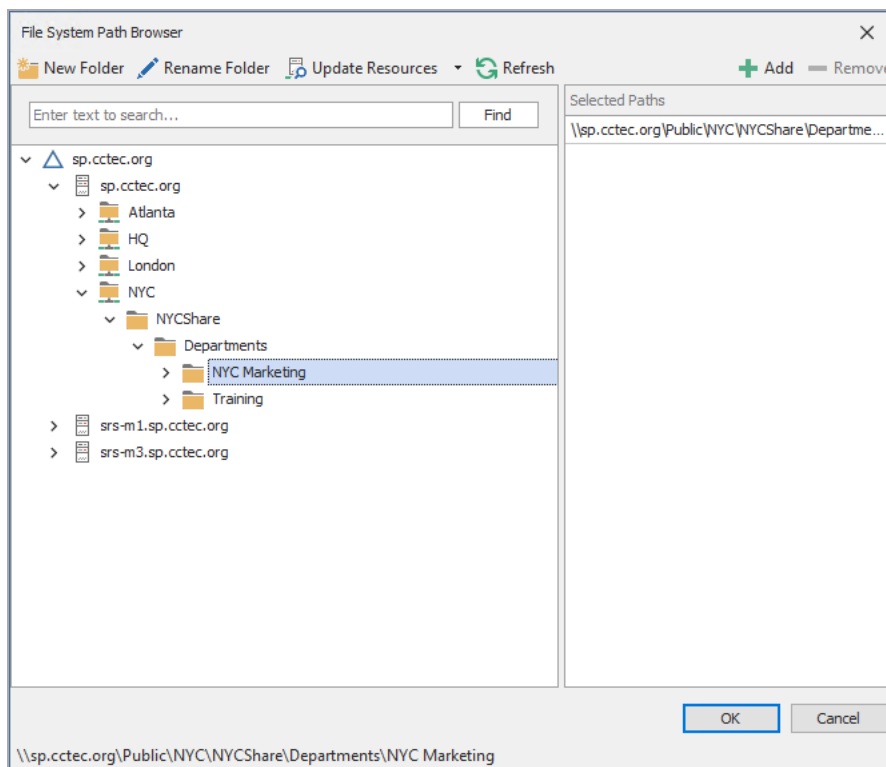 File System Path Browser
New Folder Rename Folder Update Resources Refresh Add Remove
Enter text to search... Find
Selected Paths
\\sp.cctec.org\Public\NYC\NYCShare\Departme...
sp.cctec.org
sp.cctec.org
Atlanta
HQ
London
NYC
NYCShare
Departments
NYC Marketing
Training
srs-m1.sp.cctec.org
srs-m3.sp.cctec.org
OK Cancel
\\sp.cctec.org\Public\NYC\NYCShare\Departments\NYC Marketing